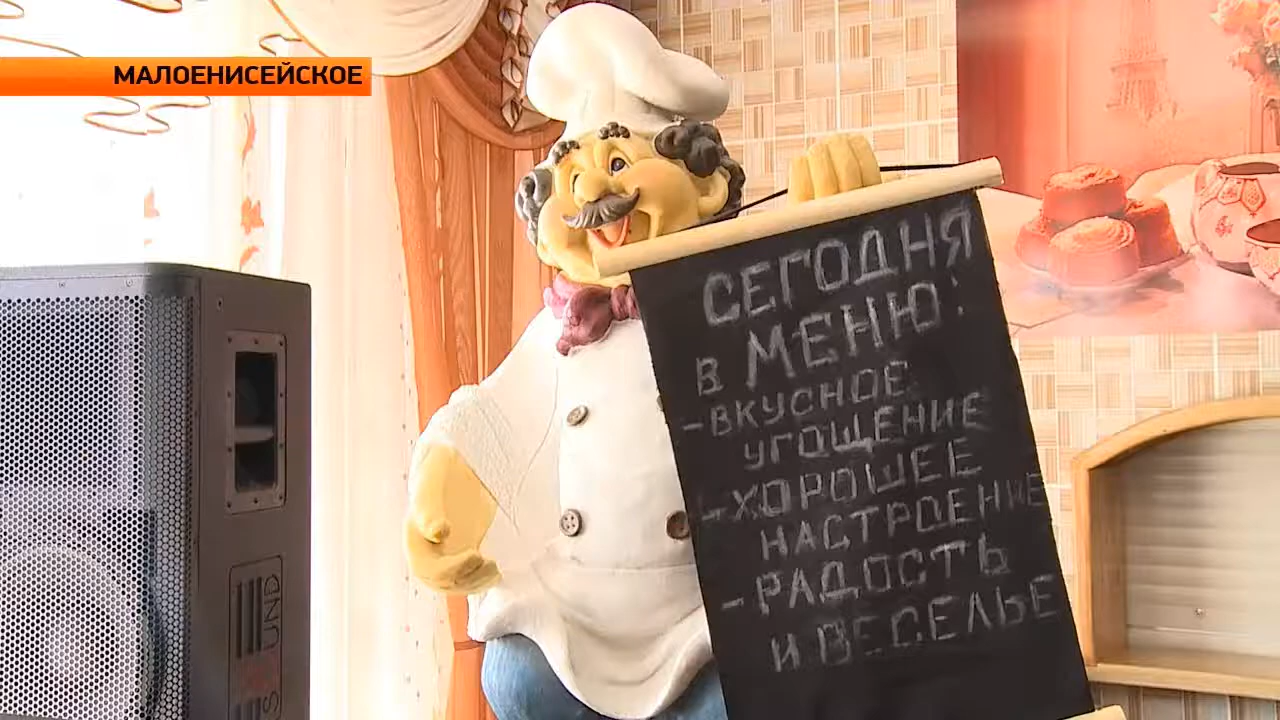 МАЛОЕНИСЕЙСКОЕ
СЕГОДНЯ
В МЕНЮ:
-ВКУСНОЕ
УГОЩЕНИЕ
-ХОРОШЕЕ
НАСТРОЕНИЕ
-РАДОСТЬ
И ВЕСЕЛЬЕ